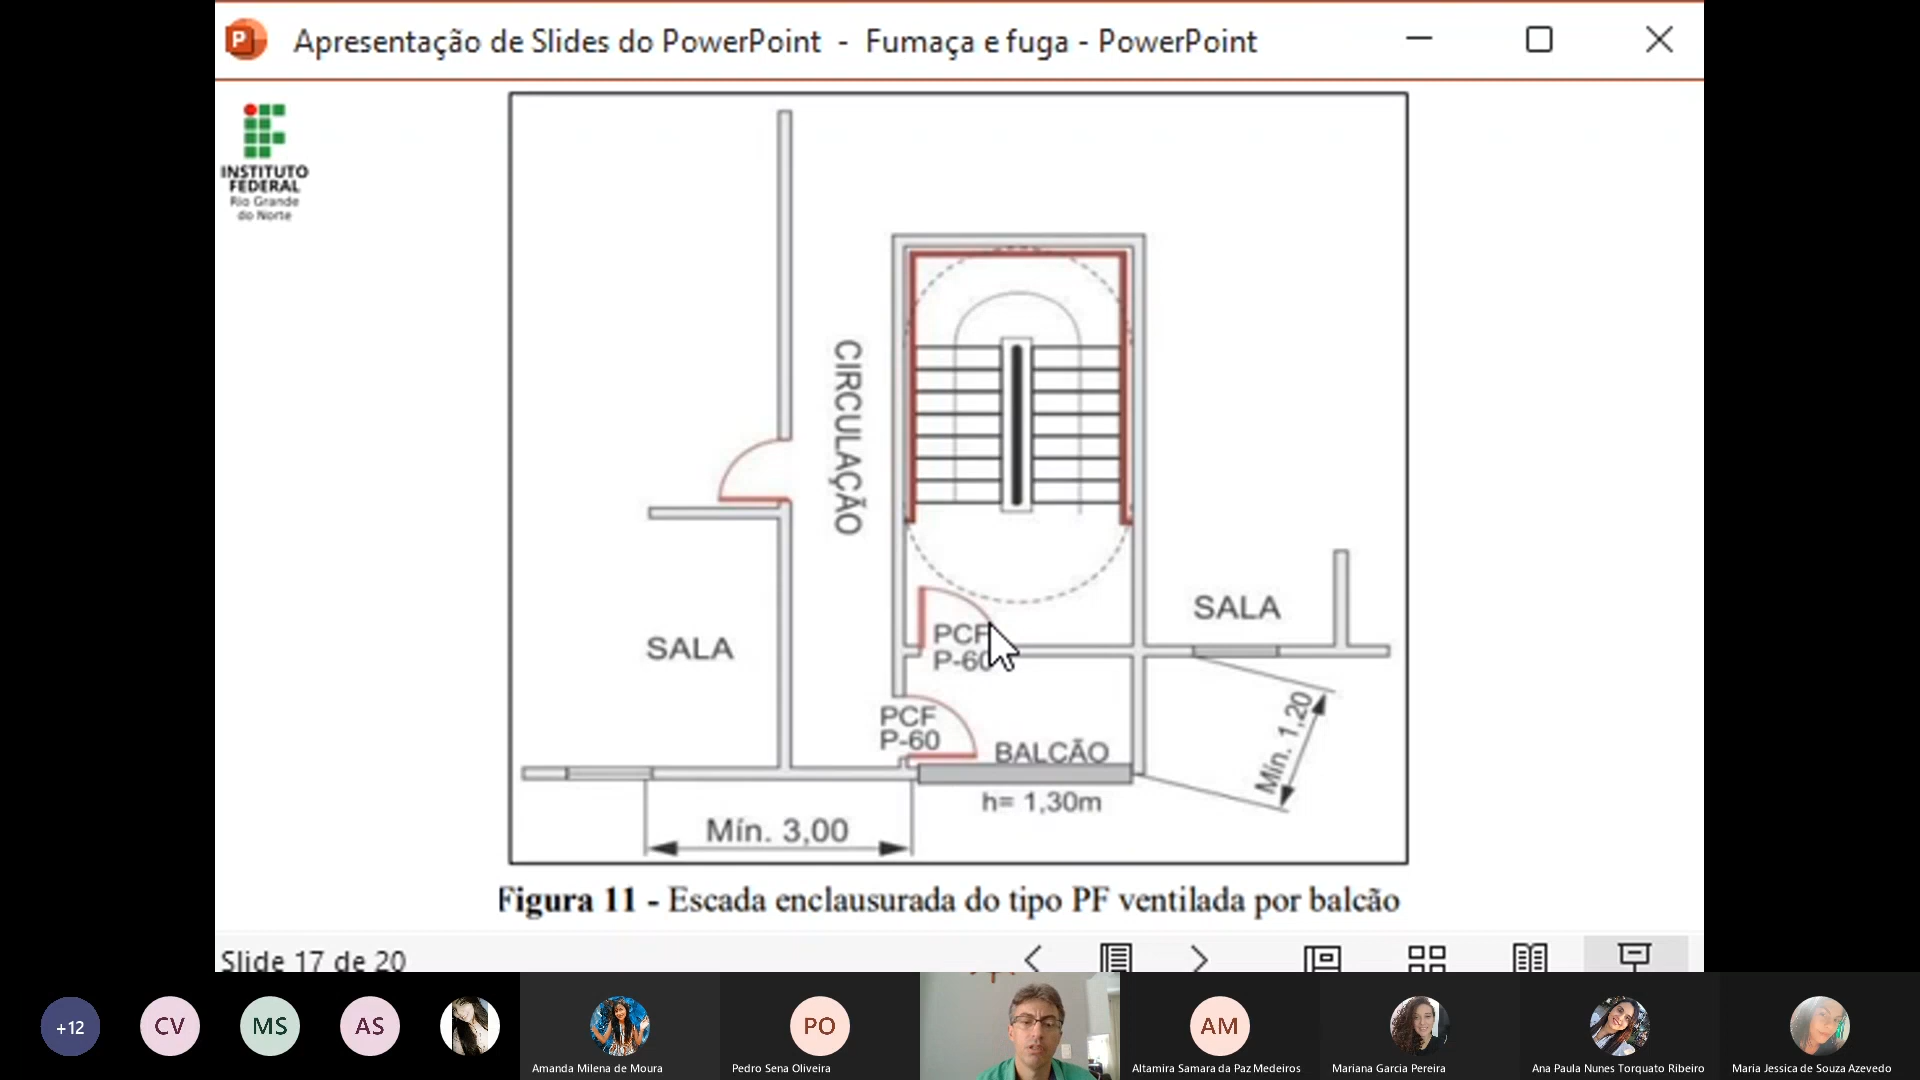 Apresentação de Slides do PowerPoint - Fumaça e fuga - PowerPoint
INSTITUTO
FEDERAL
Rio Grande
do Norte
CIRCULAÇÃO
SALA
SALA
PCF
P-60
PCF
P-60
BALCÃO
h= 1,30m
Mín. 1,20
Mín. 3,00
Figura 11 - Escada enclausurada do tipo PF ventilada por balcão
Slide 17 de 20
+12
CV
MS
AS
PO
AM
Amanda Milena de Moura
Pedro Sena Oliveira
Altamira Samara da Paz Medeiros
Mariana Garcia Pereira
Ana Paula Nunes Torquato Ribeiro
Maria Jessica de Souza Azevedo